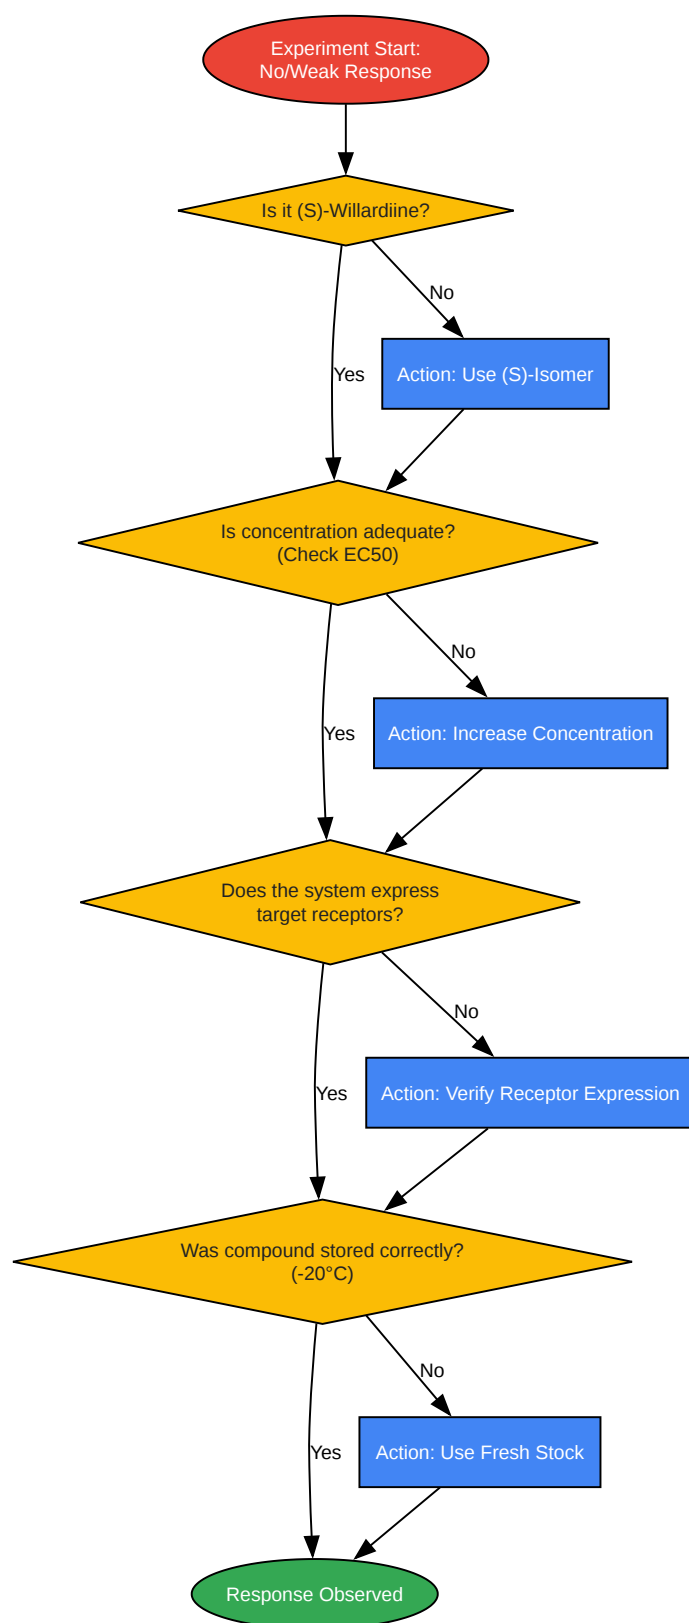 Experiment Start:
No/Weak Response
Is it (S)-Willardiine?
No
Yes
Action: Use (S)-Isomer
Is concentration adequate?
(Check EC50)
No
Yes
Action: Increase Concentration
Does the system express
target receptors?
No
Yes
Action: Verify Receptor Expression
Was compound stored correctly?
(-20°C)
No
Yes
Action: Use Fresh Stock
Response Observed